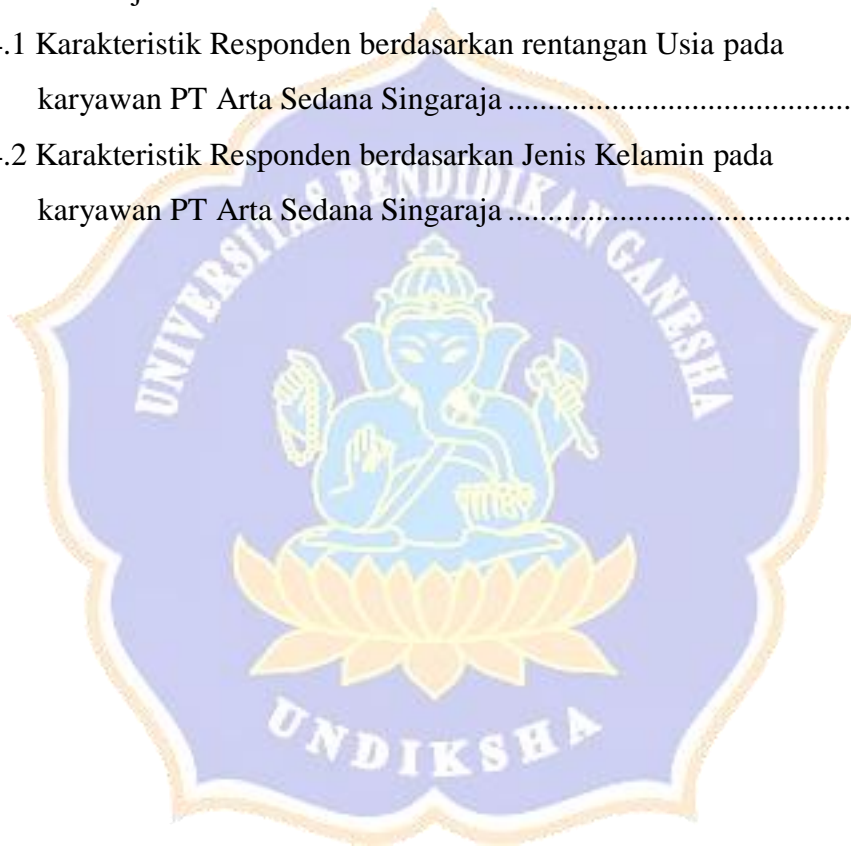 .1 Karakteristik Responden berdasarkan rentangan Usia pada
karyawan PT Arta Sedana Singaraja ......................................
.2 Karakteristik Responden berdasarkan Jenis Kelamin pada
karyawan PT Arta Sedana Singaraja ......................................
UNIVERSITAS PENDIDIKAN GANESHA
UNDIKSHA